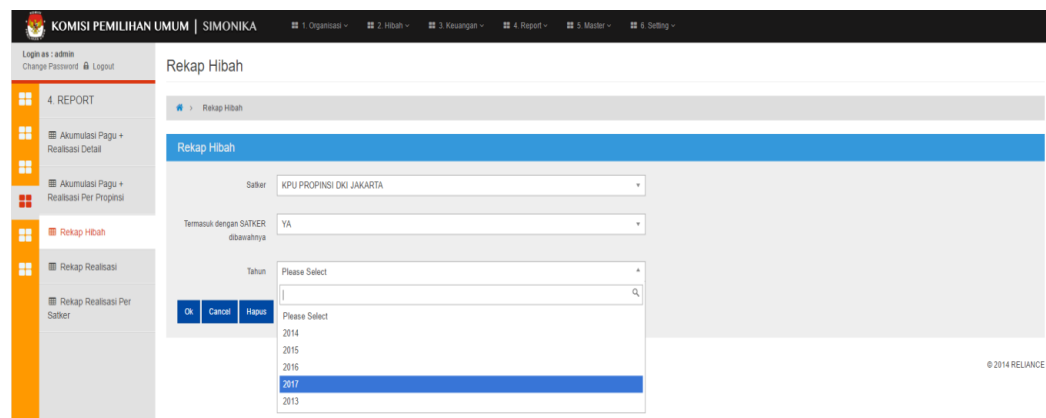 KOMISI PEMILIHAN UMUM | SIMONIKA
1. Organisasi
2. Hibah
3. Keuangan
4. Report
5. Master
6. Setting
Login as : admin
Change Password Logout
Rekap Hibah
4. REPORT
Akumulasi Pagu +
Realisasi Detail
Akumulasi Pagu +
Realisasi Per Propinsi
Rekap Hibah
Rekap Realisasi
Rekap Realisasi Per
Satker
Rekap Hibah
Rekap Hibah
Satker
KPU PROPINSI DKI JAKARTA
Termasuk dengan SATKER
dibawahnya
YA
Tahun
Please Select
Please Select
2014
2015
2016
2017
2013
Ok
Cancel
Hapus
© 2014 RELIANCE